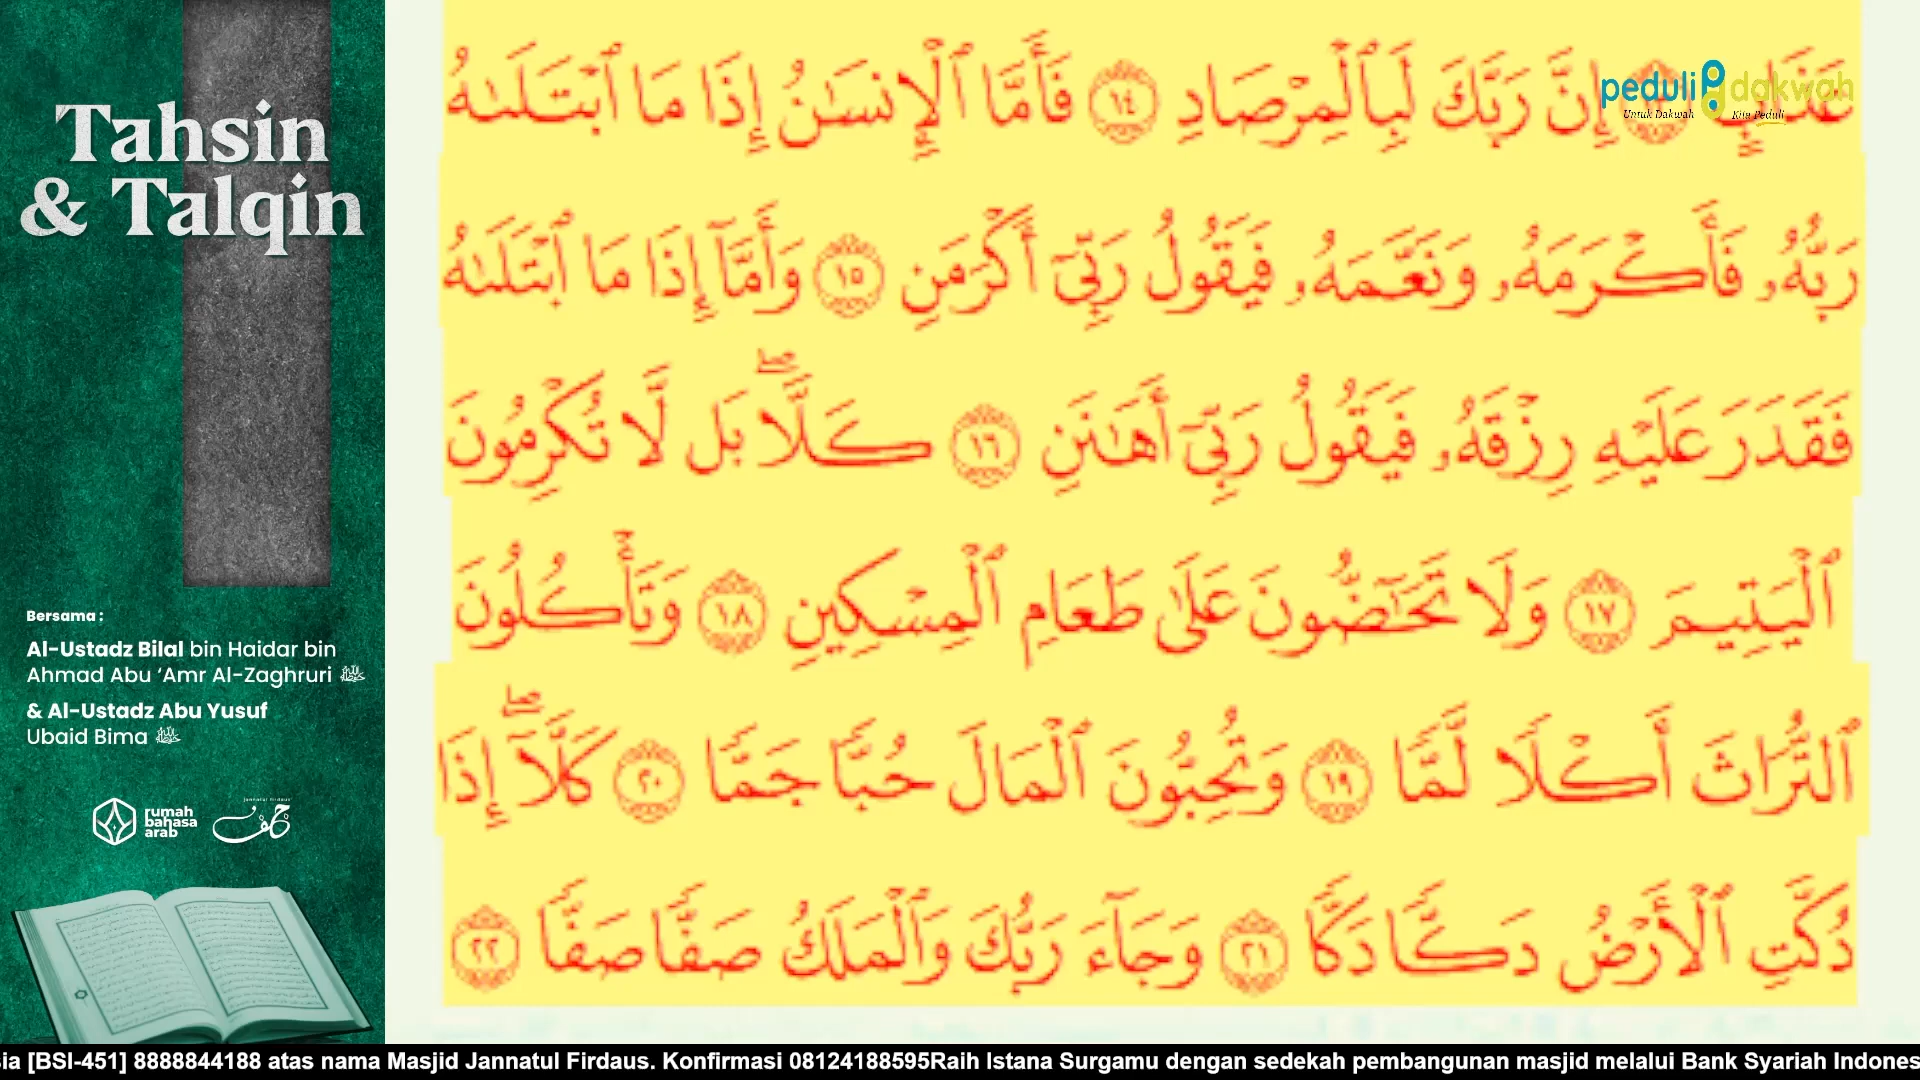 Tahsin
& Talqin
Bersama :
Al-Ustadz Bilal bin Haidar bin
Ahmad Abu ‘Amr Al-Zaghruri
& Al-Ustadz Abu Yusuf
Ubaid Bima
rumah
bahasa
arab
jannatul firdaus
peduli dakwah
Untuk Dakwah Kita Peduli
عَذَابٍ ١٣ إِنَّ رَبَّكَ لَبِٱلْمِرْصَادِ ١٤ فَأَمَّا ٱلْإِنسَـٰنُ إِذَا مَا ٱبْتَلَىٰهُ
رَبُّهُۥ فَأَكْرَمَهُۥ وَنَعَّمَهُۥ فَيَقُولُ رَبِّىٓ أَكْرَمَنِ ١٥ وَأَمَّآ إِذَا مَا ٱبْتَلَىٰهُ
فَقَدَرَ عَلَيْهِ رِزْقَهُۥ فَيَقُولُ رَبِّىٓ أَهَـٰنَنِ ١٦ كَلَّا ۖ بَل لَّا تُكْرِمُونَ
ٱلْيَتِيمَ ١٧ وَلَا تَحَـٰٓضُّونَ عَلَىٰ طَعَامِ ٱلْمِسْكِينِ ١٨ وَتَأْكُلُونَ
ٱلتُّرَاثَ أَكْلًا لَّمًّا ١٩ وَتُحِبُّونَ ٱلْمَالَ حُبًّا جَمًّا ٢٠ كَلَّآ ۖ إِذَا
دُكَّتِ ٱلْأَرْضُ دَكًّا دَكًّا ٢١ وَجَآءَ رَبُّكَ وَٱلْمَلَكُ صَفًّا صَفًّا ٢٢
ia [BSI-451] 8888844188 atas nama Masjid Jannatul Firdaus. Konfirmasi 08124188595Raih Istana Surgamu dengan sedekah pembangunan masjid melalui Bank Syariah Indones